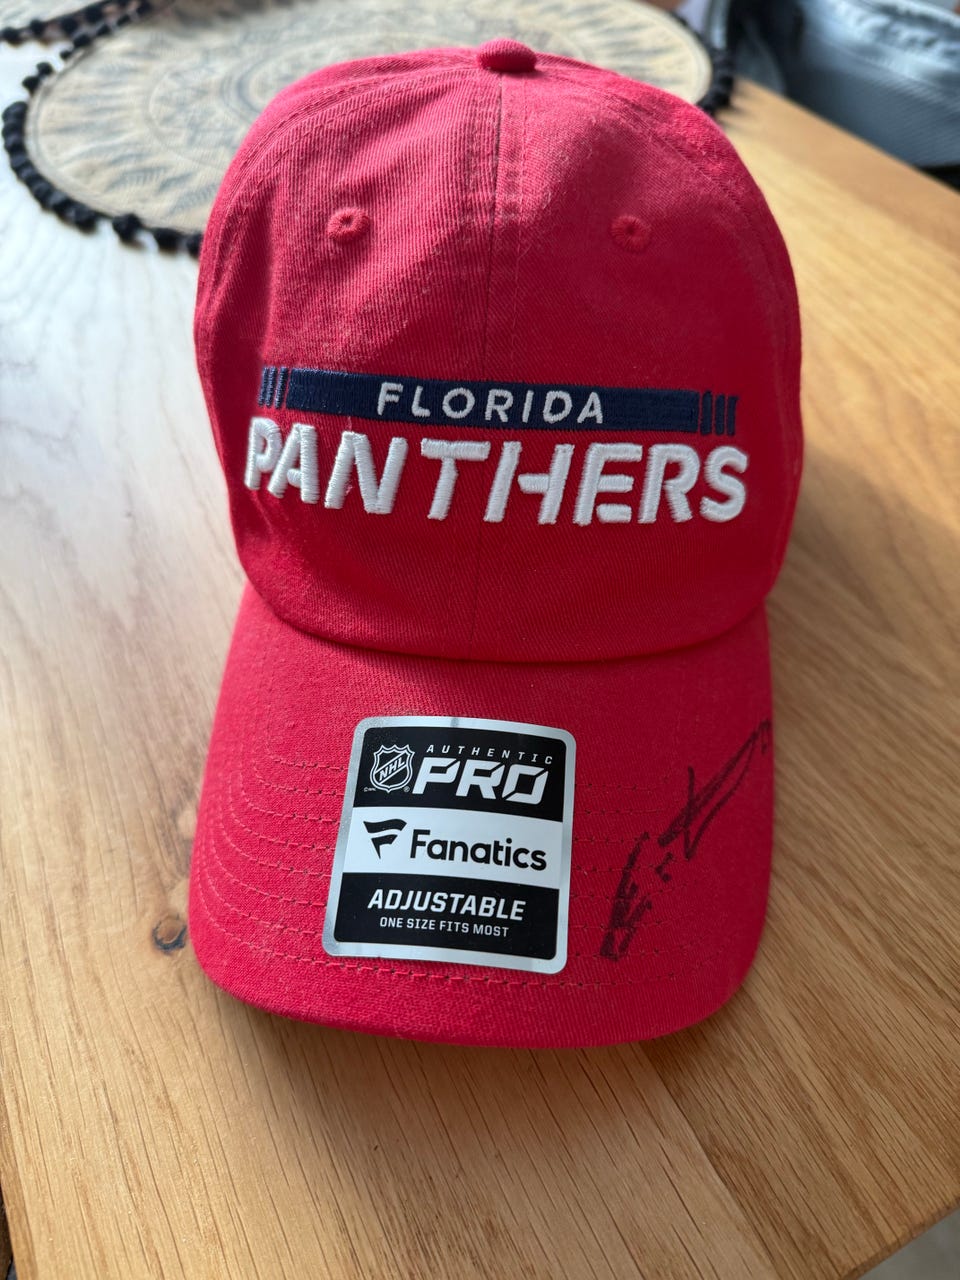 FLORIDA
PANTHERS
NHL
AUTHENTIC
PRO
Fanatics
ADJUSTABLE
ONE SIZE FITS MOST